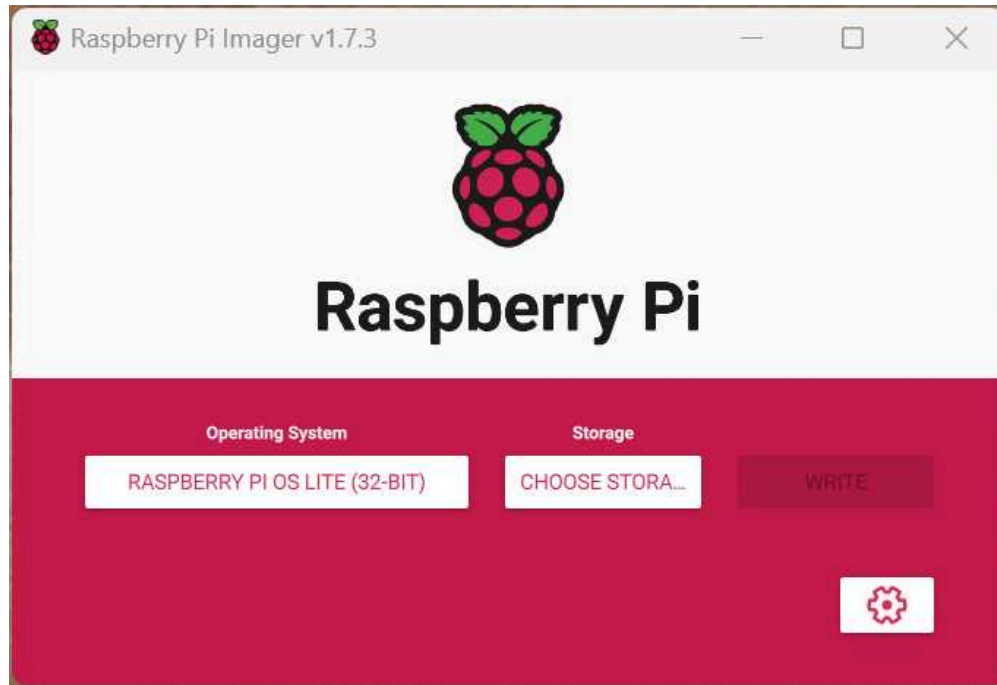 Raspberry Pi Imager v1.7.3
Raspberry Pi
Operating System
Storage
RASPBERRY PI OS LITE (32-BIT)
CHOOSE STORA...
WRITE